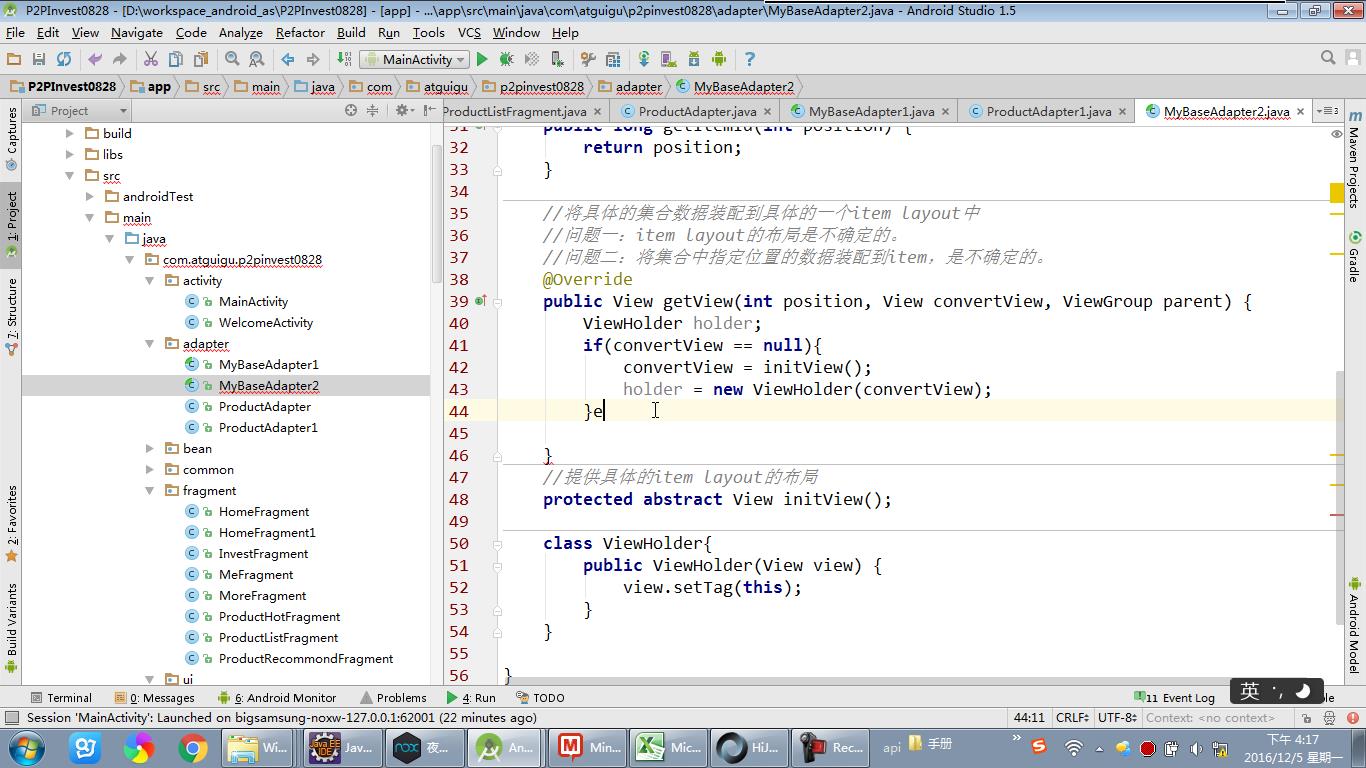 P2PInvest0828 - [D:\workspace_android_as\P2PInvest0828] - [app] - ...\app\src\main\java\com\atguigu\p2pinvest0828\adapter\MyBaseAdapter2.java - Android Studio 1.5
File Edit View Navigate Code Analyze Refactor Build Run Tools VCS Window Help
MainActivity
P2PInvest0828 app src main java com atguigu p2pinvest0828 adapter MyBaseAdapter2
Project
ProductListFragment.java ProductAdapter.java MyBaseAdapter1.java ProductAdapter1.java MyBaseAdapter2.java
Captures
1: Project
7: Structure
2: Favorites
Build Variants
build
libs
src
androidTest
main
java
com.atguigu.p2pinvest0828
activity
MainActivity
WelcomeActivity
adapter
MyBaseAdapter1
MyBaseAdapter2
ProductAdapter
ProductAdapter1
bean
common
fragment
HomeFragment
HomeFragment1
InvestFragment
MeFragment
MoreFragment
ProductHotFragment
ProductListFragment
ProductRecommondFragment
ui
31 public long getItemId(int position) {
32 return position;
33 }
34
35 //将具体的集合数据装配到具体的一个item layout中
36 //问题一：item layout的布局是不确定的。
37 //问题二：将集合中指定位置的数据装配到item，是不确定的。
38 @Override
39 public View getView(int position, View convertView, ViewGroup parent) {
40 ViewHolder holder;
41 if(convertView == null){
42 convertView = initView();
43 holder = new ViewHolder(convertView);
44 }e
45
46 }
47 //提供具体的item layout的布局
48 protected abstract View initView();
49
50 class ViewHolder{
51 public ViewHolder(View view) {
52 view.setTag(this);
53 }
54 }
55
56 }
Maven Projects
Gradle
Android Model
Terminal 0: Messages 6: Android Monitor Problems 4: Run TODO 11 Event Log
英
Session 'MainActivity': Launched on bigsamsung-noxw-127.0.0.1:62001 (22 minutes ago) 44:11 CRLF UTF-8 Context: <no context>
Wi... Jav... 夜... An... Min... Mic... HiJ... Rec... api 手册
下午 4:17
2016/12/5 星期一